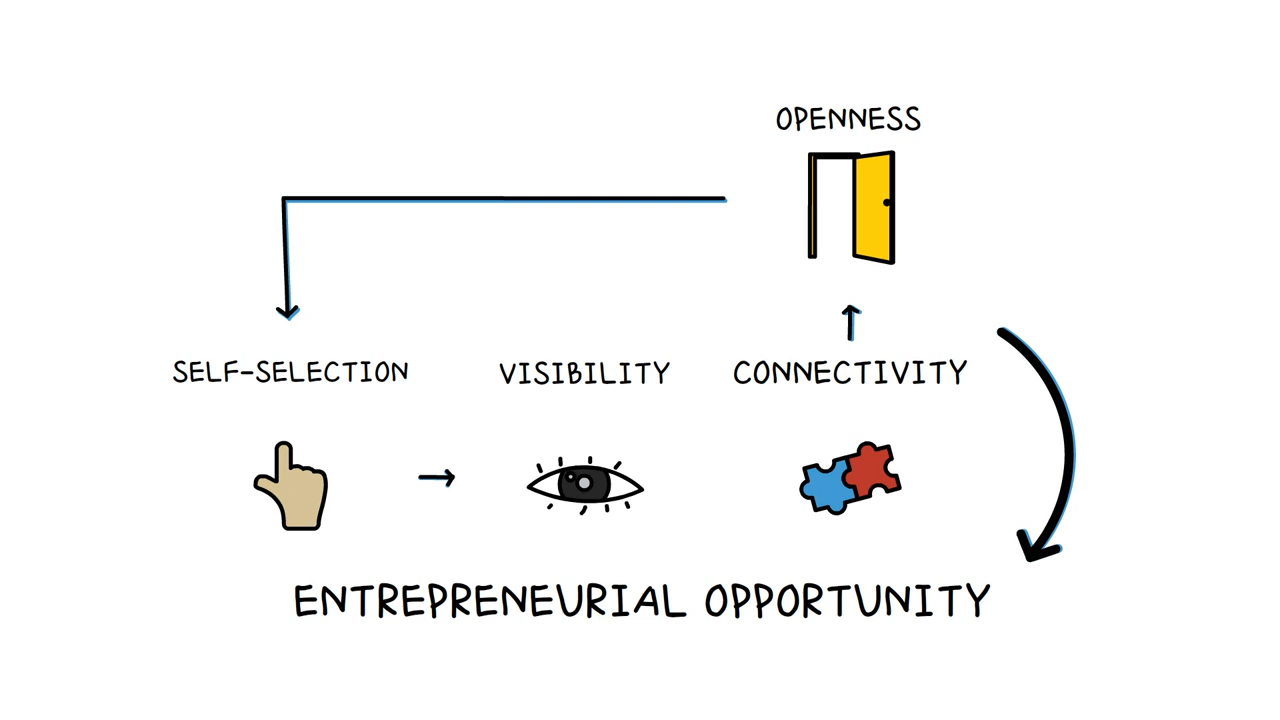 OPENNESS
SELF-SELECTION
VISIBILITY
CONNECTIVITY
ENTREPRENEURIAL OPPORTUNITY